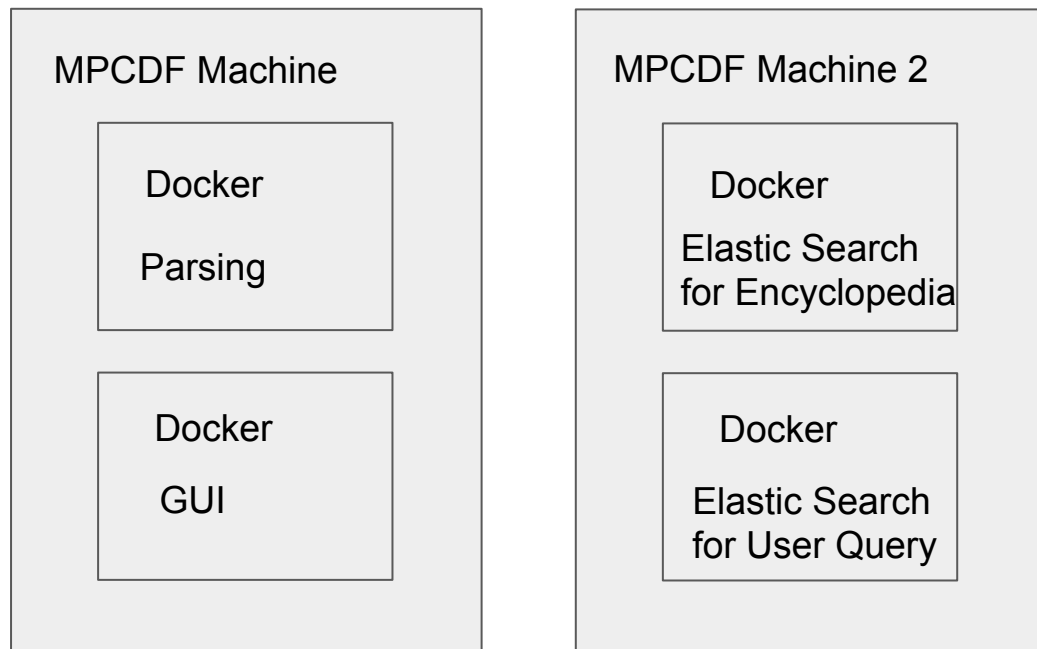 MPCDF Machine
Docker
Parsing
Docker
GUI
MPCDF Machine 2
Docker
Elastic Search
for Encyclopedia
Docker
Elastic Search
for User Query